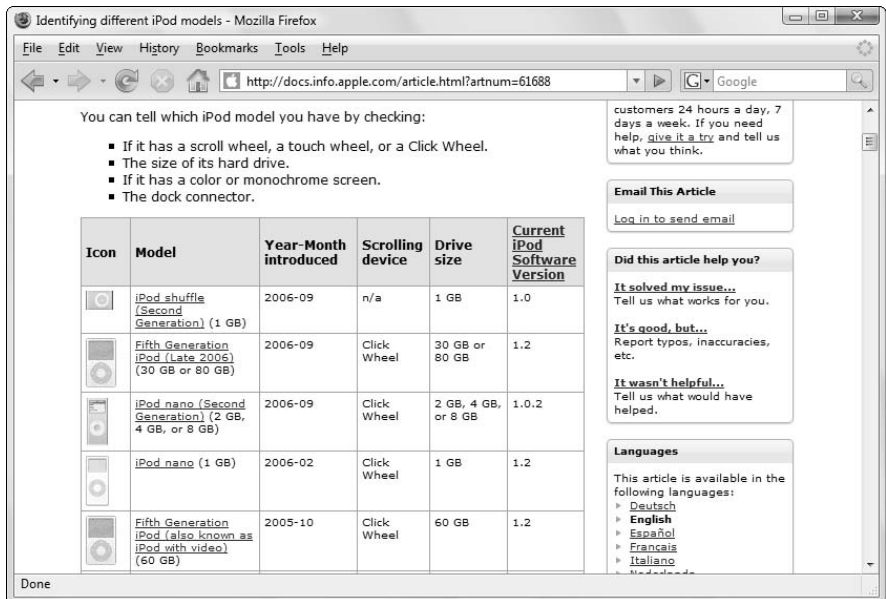 Identifying different iPod models - Mozilla Firefox
File Edit View History Bookmarks Tools Help
http://docs.info.apple.com/article.html?artnum=61688
G Google
You can tell which iPod model you have by checking:
If it has a scroll wheel, a touch wheel, or a Click Wheel.
The size of its hard drive.
If it has a color or monochrome screen.
The dock connector.
Icon Model Year-Month introduced Scrolling device Drive size Current iPod Software Version
iPod shuffle (Second Generation) (1 GB) 2006-09 n/a 1 GB 1.0
Fifth Generation iPod (Late 2006) (30 GB or 80 GB) 2006-09 Click Wheel 30 GB or 80 GB 1.2
iPod nano (Second Generation) (2 GB, 4 GB, or 8 GB) 2006-09 Click Wheel 2 GB, 4 GB, or 8 GB 1.0.2
iPod nano (1 GB) 2006-02 Click Wheel 1 GB 1.2
Fifth Generation iPod (also known as iPod with video) (60 GB) 2005-10 Click Wheel 60 GB 1.2
customers 24 hours a day, 7
days a week. If you need
help, give it a try and tell us
what you think.
Email This Article
Log in to send email
Did this article help you?
It solved my issue...
Tell us what works for you.
It's good, but...
Report typos, inaccuracies,
etc.
It wasn't helpful...
Tell us what would have
helped.
Languages
This article is available in the
following languages:
Deutsch
English
Español
Francais
Italiano
Done